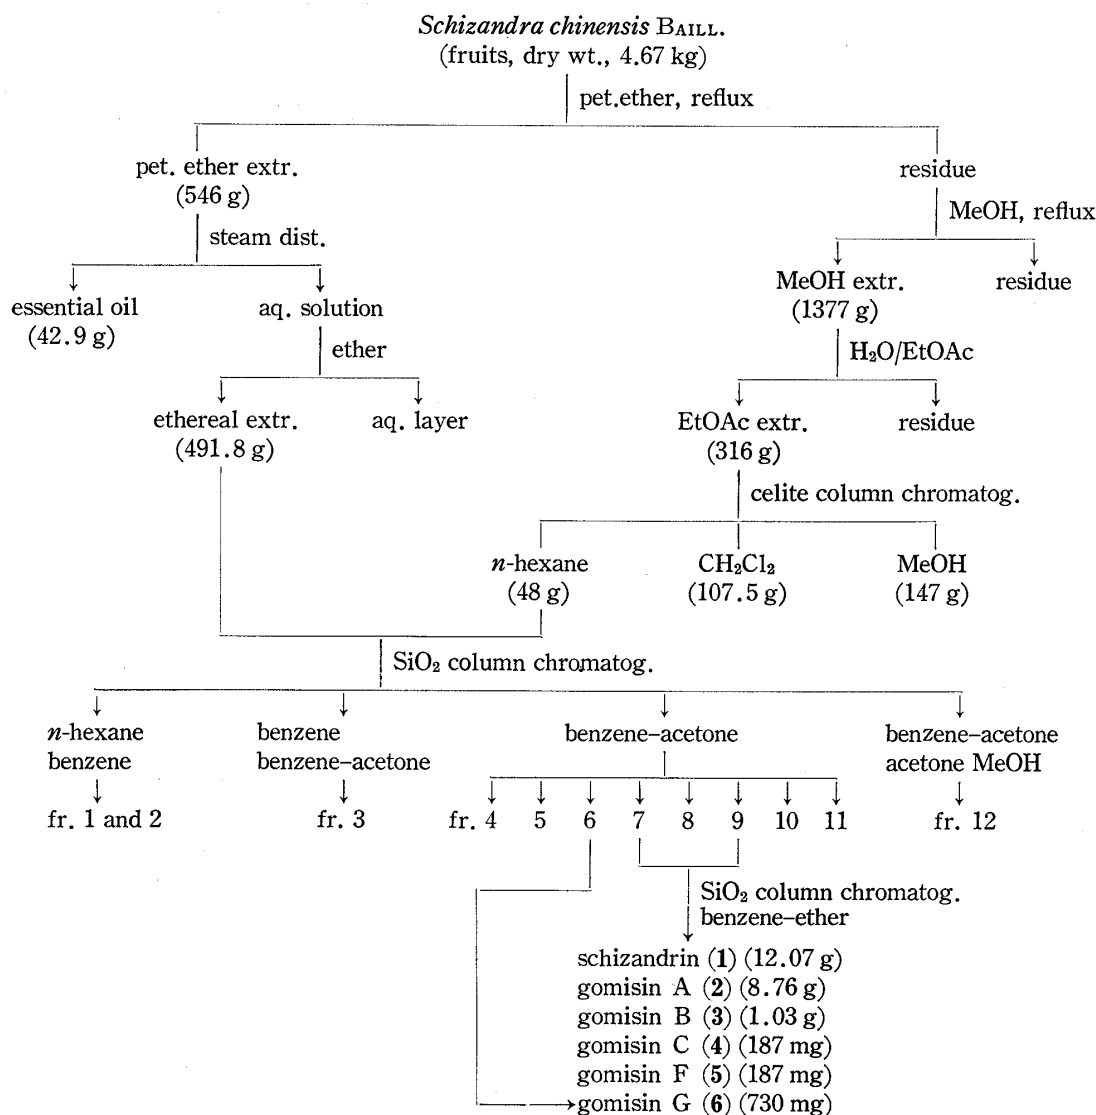 Schizandra chinensis BAILL.
(fruits, dry wt., 4.67 kg)
pet.ether, reflux
pet. ether extr.
(546 g)
residue
MeOH, reflux
steam dist.
essential oil
(42.9 g)
aq. solution
MeOH extr.
(1377 g)
residue
ether
H₂O/EtOAc
ethereal extr.
(491.8 g)
aq. layer
EtOAc extr.
(316 g)
residue
celite column chromatog.
n-hexane
(48 g)
CH₂Cl₂
(107.5 g)
MeOH
(147 g)
SiO₂ column chromatog.
n-hexane
benzene
benzene
benzene–acetone
benzene–acetone
benzene–acetone
acetone MeOH
fr. 1 and 2
fr. 3
fr. 4 5 6 7 8 9 10 11
fr. 12
SiO₂ column chromatog.
benzene–ether
schizandrin (1) (12.07 g)
gomisin A (2) (8.76 g)
gomisin B (3) (1.03 g)
gomisin C (4) (187 mg)
gomisin F (5) (187 mg)
gomisin G (6) (730 mg)